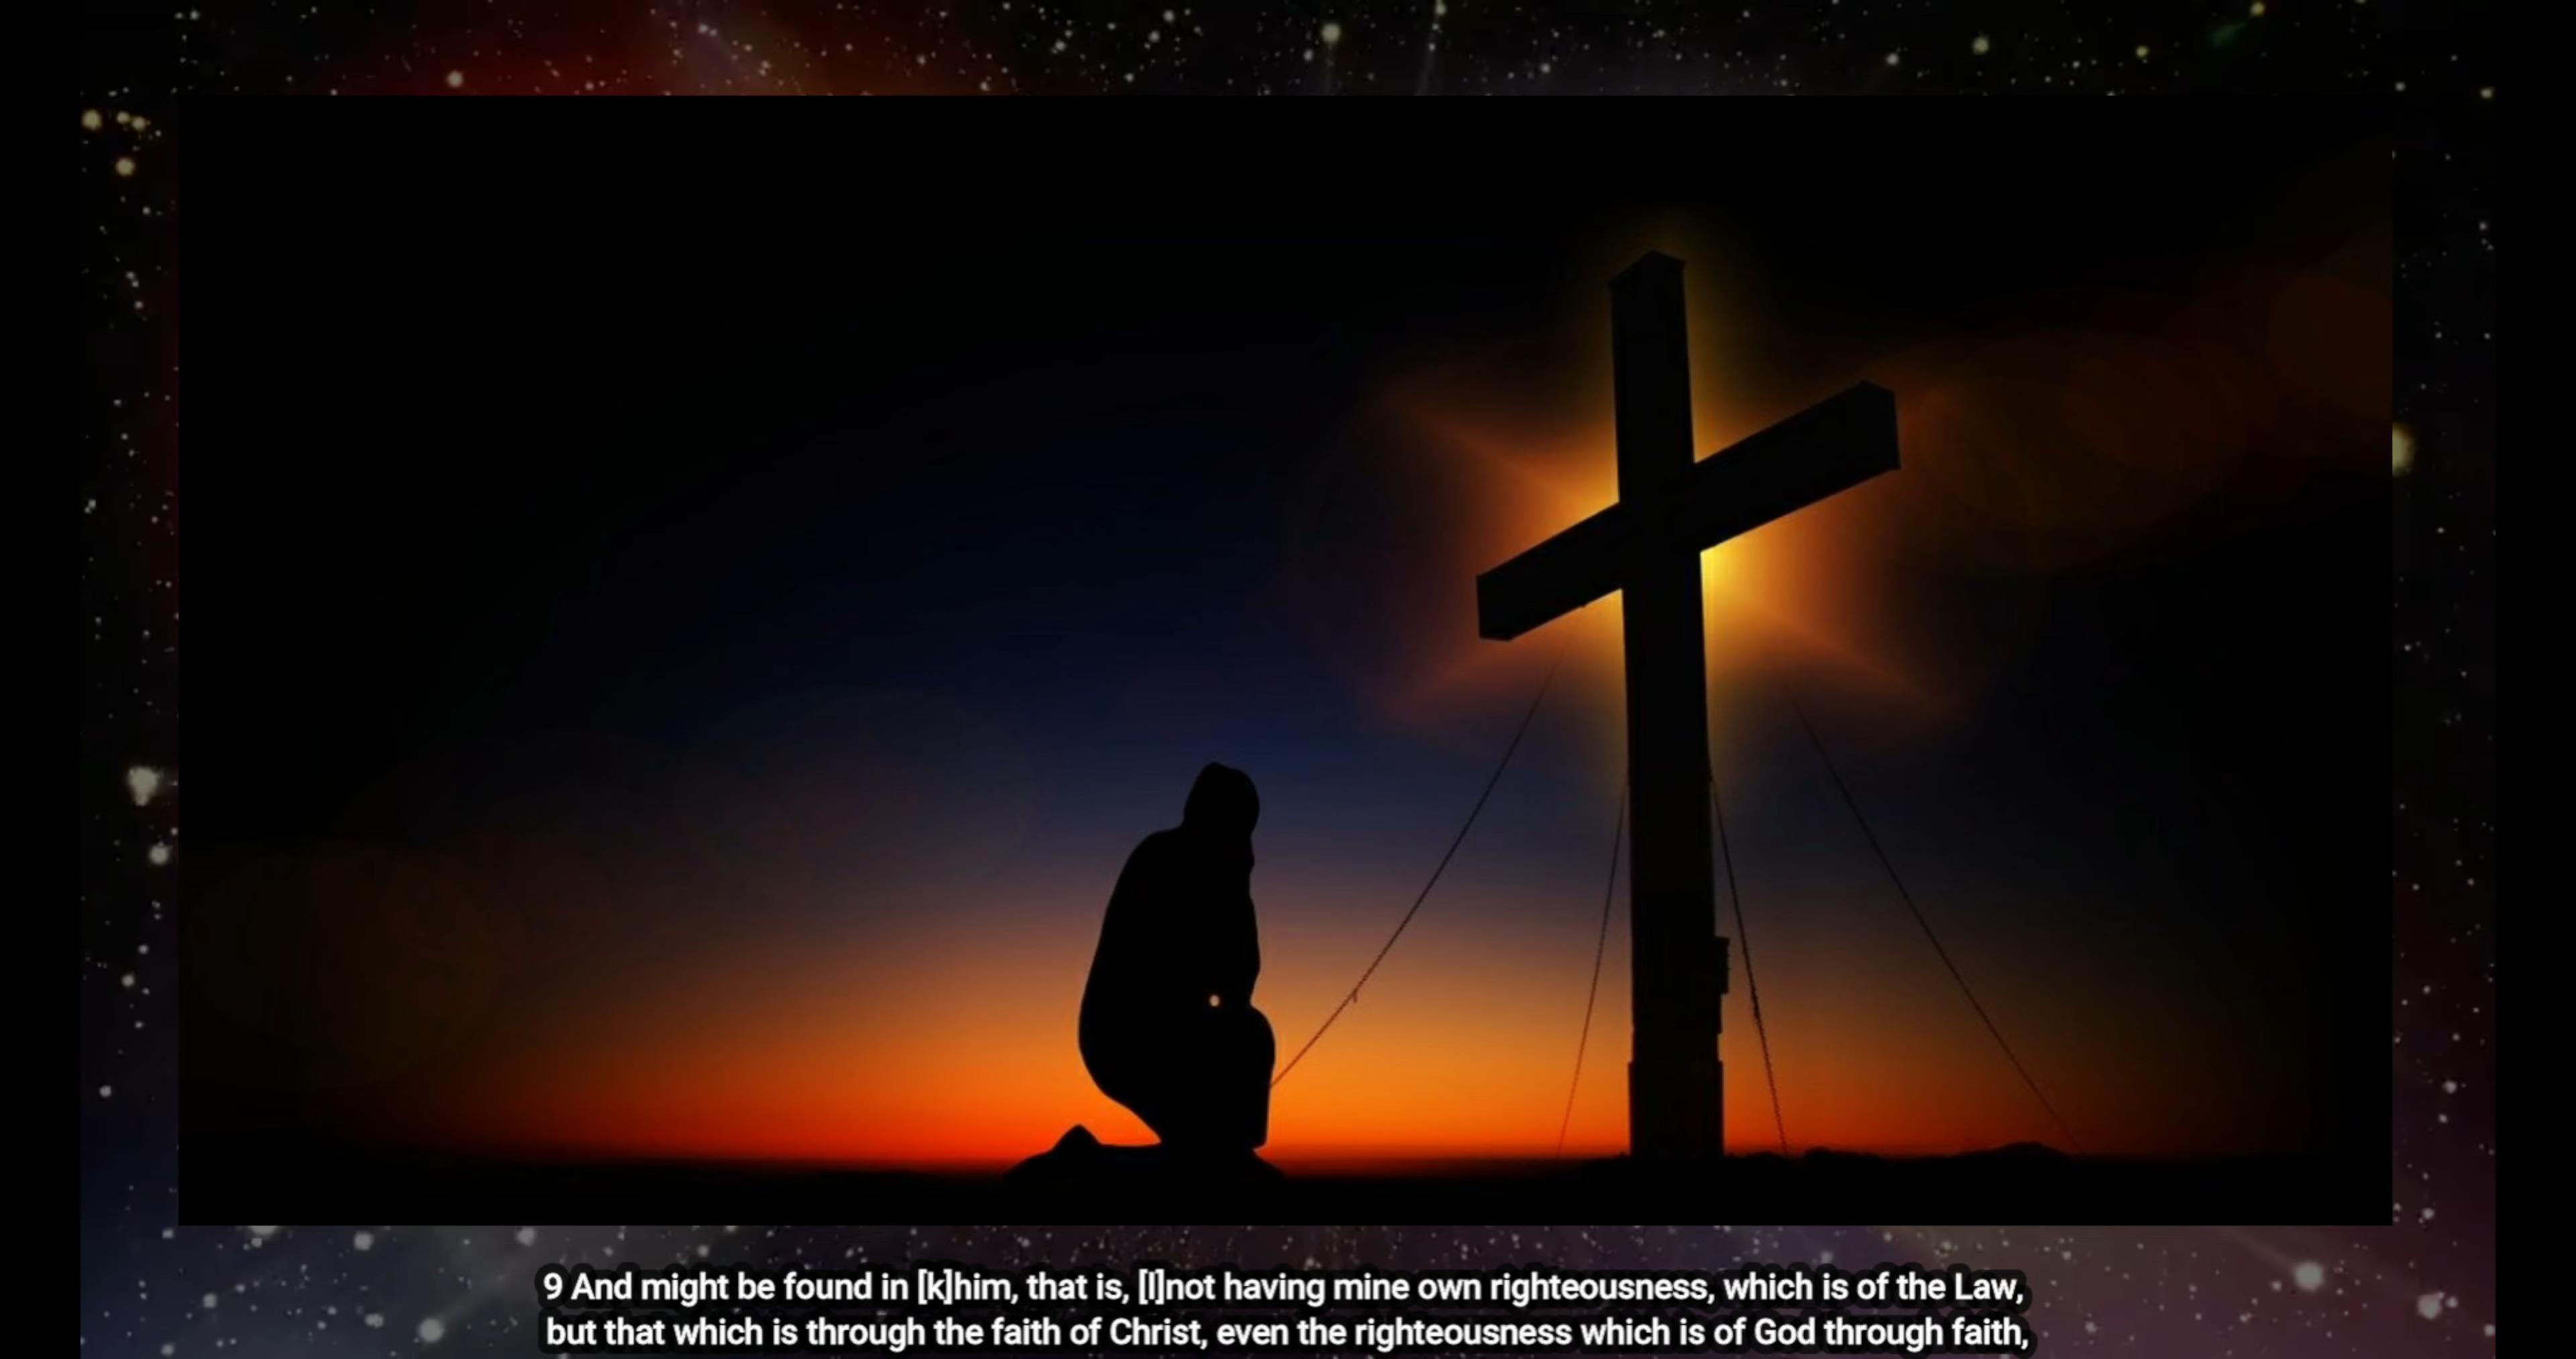 9 And might be found in [k]him, that is, [l]not having mine own righteousness, which is of the Law,
but that which is through the faith of Christ, even the righteousness which is of God through faith,